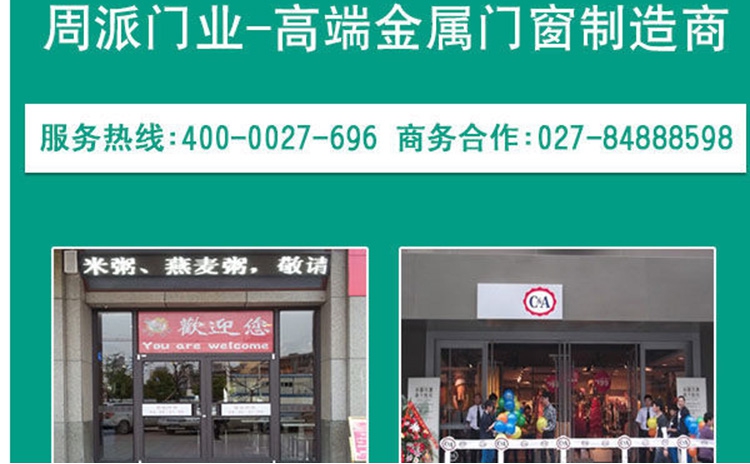 周派门业-高端金属门窗制造商
服务热线:400-0027-696 商务合作:027-84888598
米粥、燕麦粥,敬请
歡迎您
You are welcome
C&A